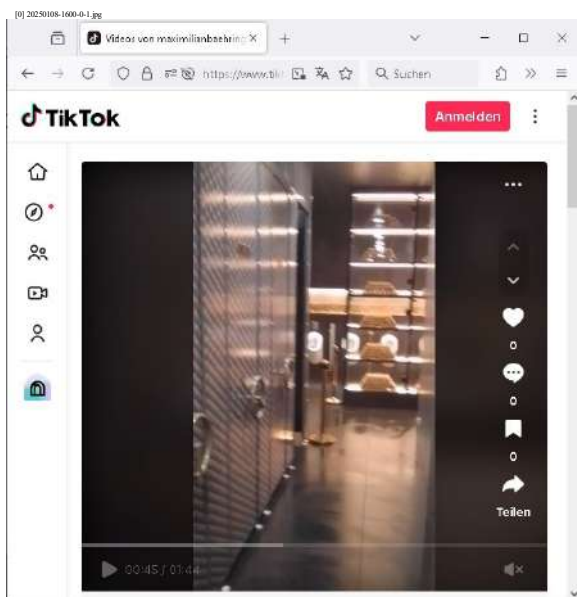 [0] 20250108-1600-0-1.jpg
Videos von maximilianbaehring
https://www.tik
Suchen
TikTok
Anmelden
0
0
0
Teilen
00:45 / 01:44